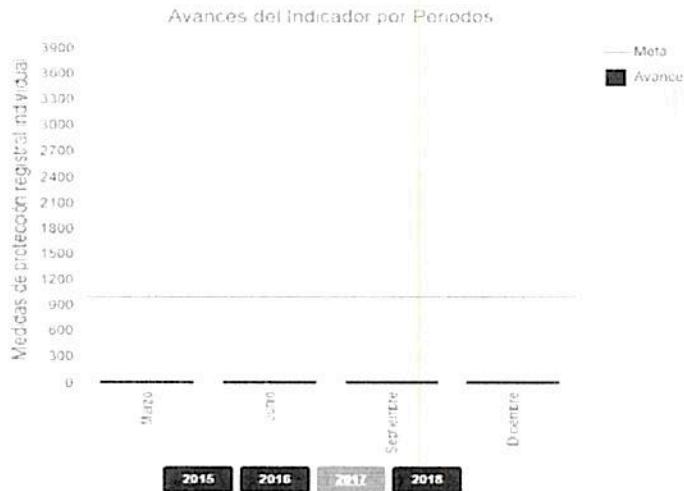 Avances del Indicador por Periodos
Meta
Avance
Medidas de protección registral individual
3900
3600
3300
3000
2700
2400
2100
1800
1500
1200
900
600
300
0
Marzo
Junio
Septiembre
Diciembre
2015 2016 2017 2018